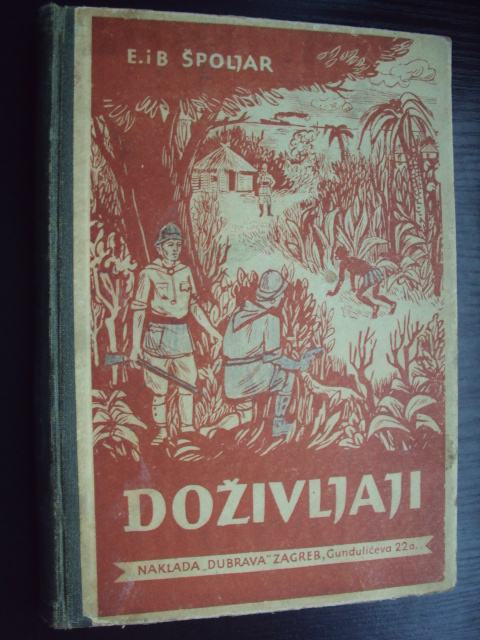 E. i B ŠPOLJAR
DOŽIVLJAJI
NAKLADA „DUBRAVA" ZAGREB, Gundulićeva 22a.